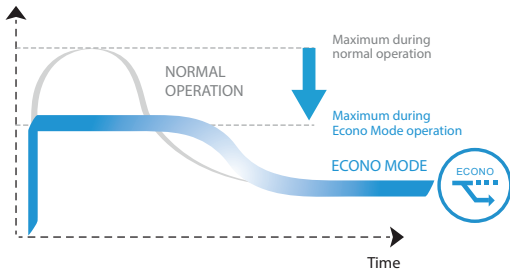 Maximum during
normal operation
NORMAL
OPERATION
Maximum during
Econo Mode operation
ECONO MODE
ECONO
Time